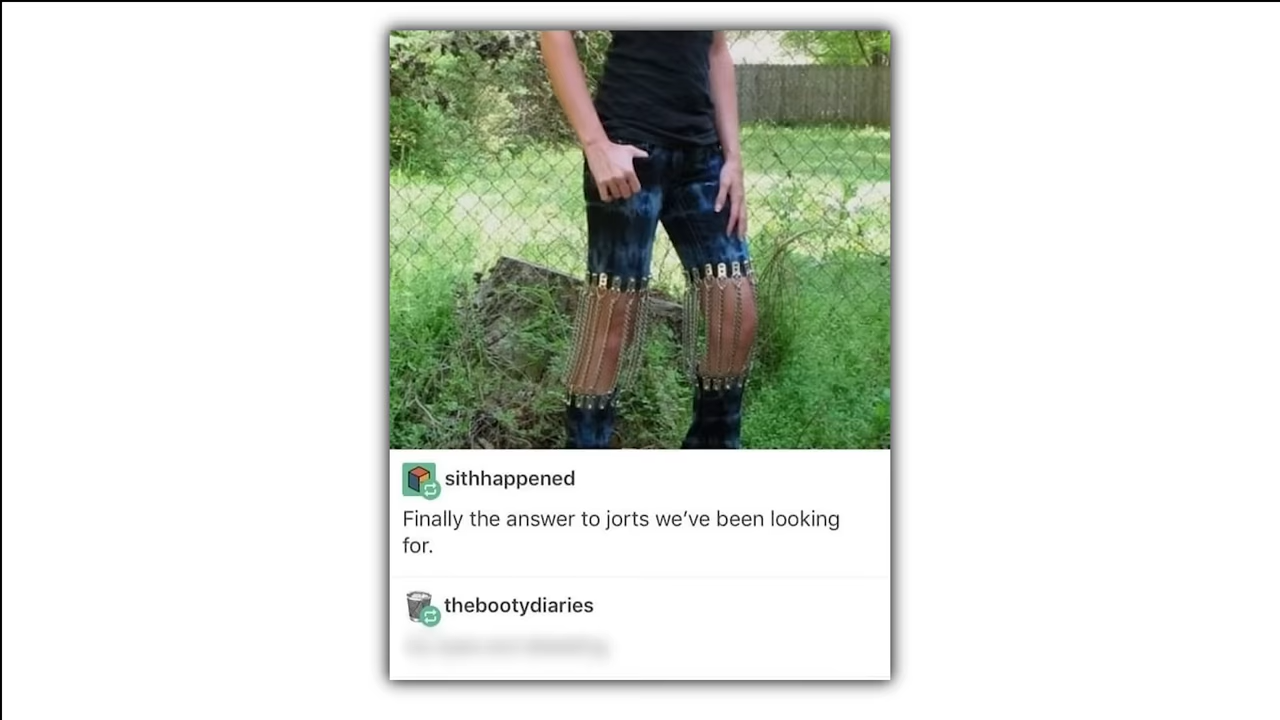 sithhappened
Finally the answer to jorts we’ve been looking
for.
thebootydiaries